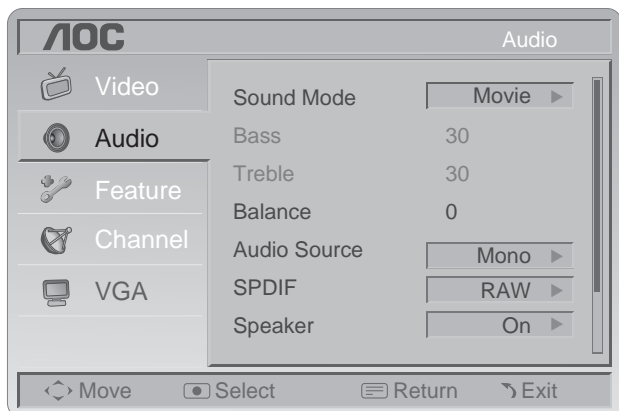 AOC Audio
Video
Audio
Feature
Channel
VGA
Sound Mode Movie
Bass 30
Treble 30
Balance 0
Audio Source Mono
SPDIF RAW
Speaker On
Move Select Return Exit